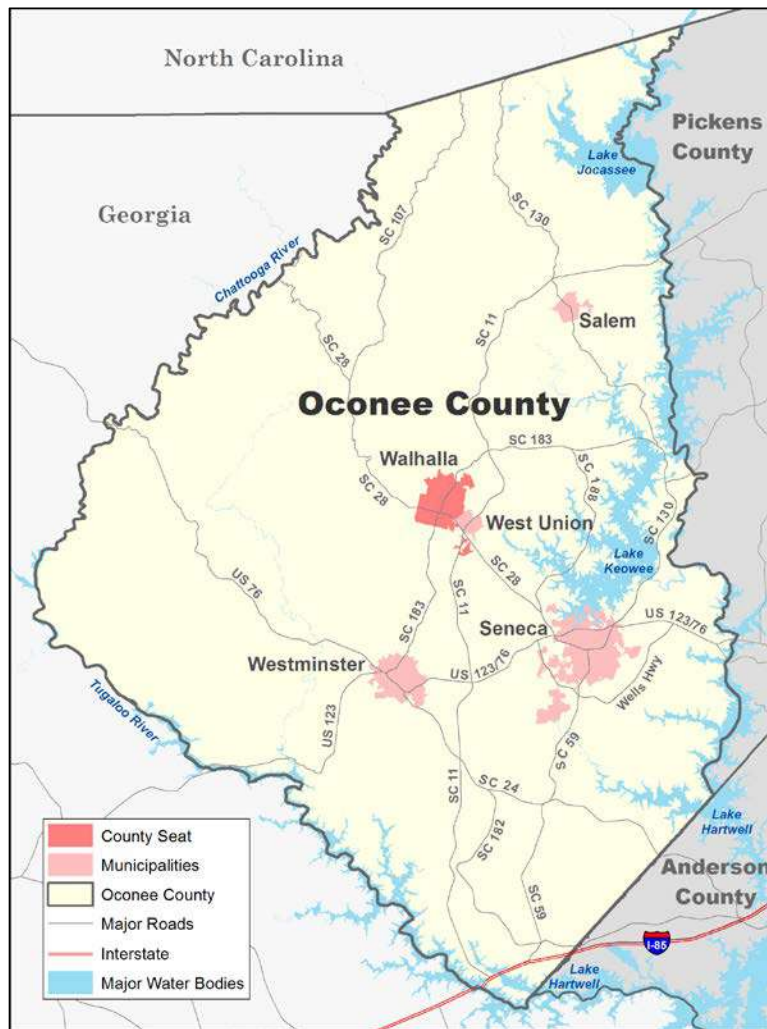 North Carolina
Pickens
County
Lake
Jocassee
Georgia
SC 107
SC 130
Chattooga River
SC 11
Salem
SC 28
Oconee County
SC 183
Walhalla
SC 188
SC 28
West Union
SC 130
Lake
Keowee
US 76
SC 28
SC 183
SC 11
Seneca
US 123/76
Westminster
US 123/76
Wells Hwy
Tugaloo River
US 123
SC 59
SC 11
SC 24
SC 182
Lake
Hartwell
Anderson
County
SC 59
I-85
Lake
Hartwell
County Seat
Municipalities
Oconee County
Major Roads
Interstate
Major Water Bodies